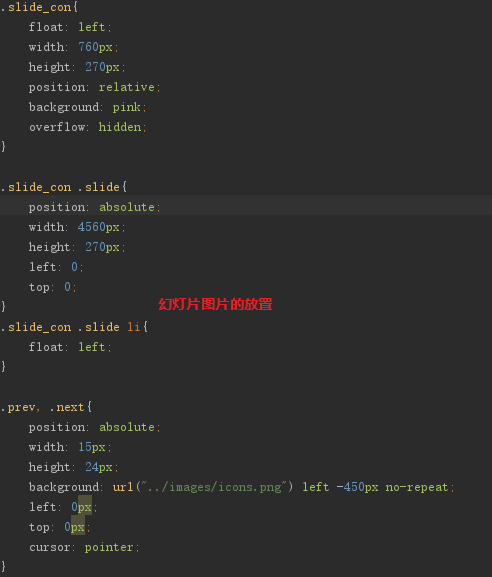 .slide_con{
    float: left;
    width: 760px;
    height: 270px;
    position: relative;
    background: pink;
    overflow: hidden;
}
.slide_con .slide{
    position: absolute;
    width: 4560px;
    height: 270px;
    left: 0;
    top: 0;
}
幻灯片图片的放置
.slide_con .slide li{
    float: left;
}
.prev, .next{
    position: absolute;
    width: 15px;
    height: 24px;
    background: url("../images/icons.png") left -450px no-repeat;
    left: 0px;
    top: 0px;
    cursor: pointer;
}